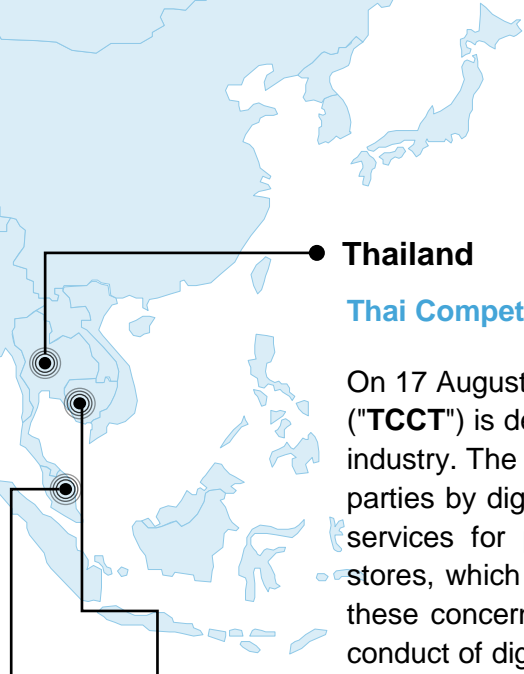 Thailand
Thai Compet
On 17 August
("TCCT") is de
industry. The
parties by dig
services for
stores, which
these concern
conduct of dig